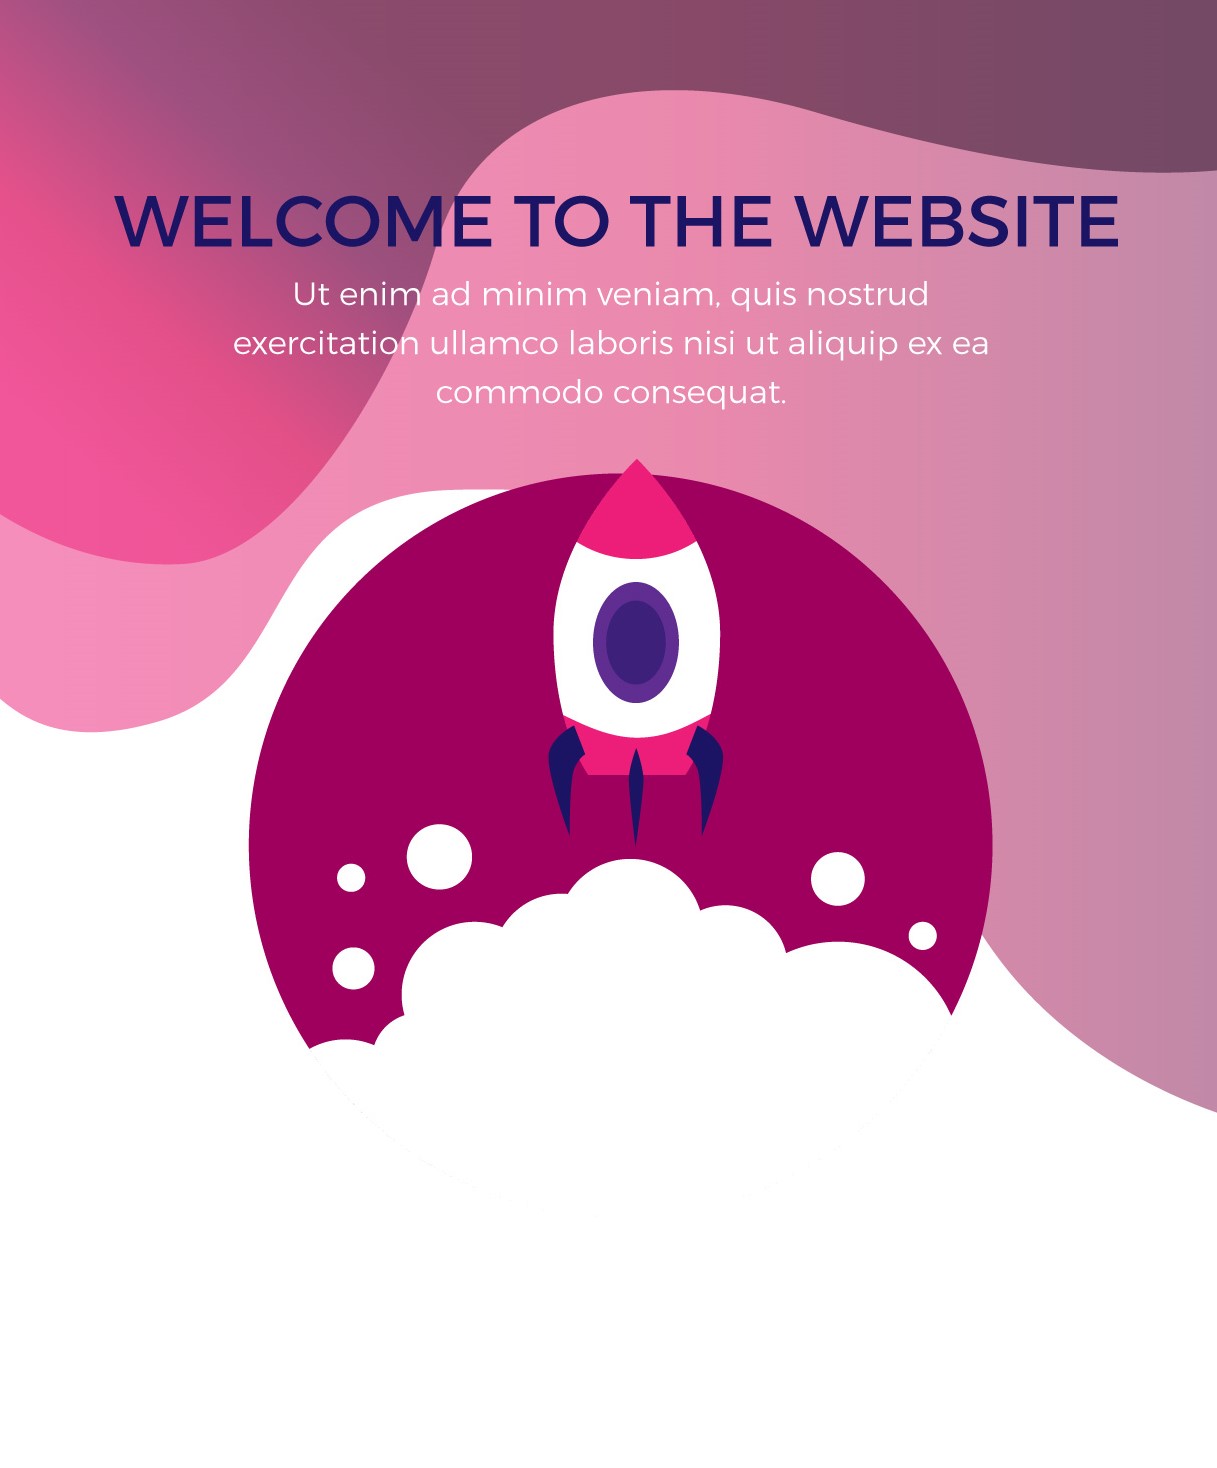 WELCOME TO THE WEBSITE
Ut enim ad minim veniam, quis nostrud
exercitation ullamco laboris nisi ut aliquip ex ea
commodo consequat.